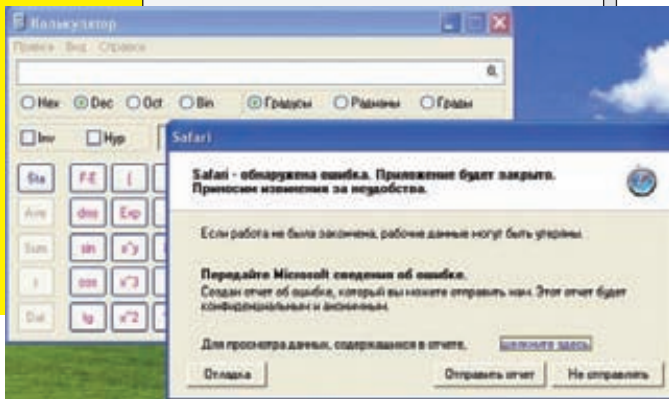 Калькулятор
Правка Вид Справка
0,
Hex Dec Oct Bin Градусы Радианы Грады
Inv Hyp
Sta F-E (
Ave dms Exp
Sum sin x^y
s cos x^3
Dat tg x^2
Safari
Safari - обнаружена ошибка. Приложение будет закрыто.
Приносим извинения за неудобства.
Если работа не была закончена, рабочие данные могут быть утеряны.
Передайте Microsoft сведения об ошибке.
Создан отчет об ошибке, который вы можете отправить нам. Этот отчет будет
конфиденциальным и анонимным.
Для просмотра данных, содержащихся в отчете, щелкните здесь.
Отладка Отправить отчет Не отправлять